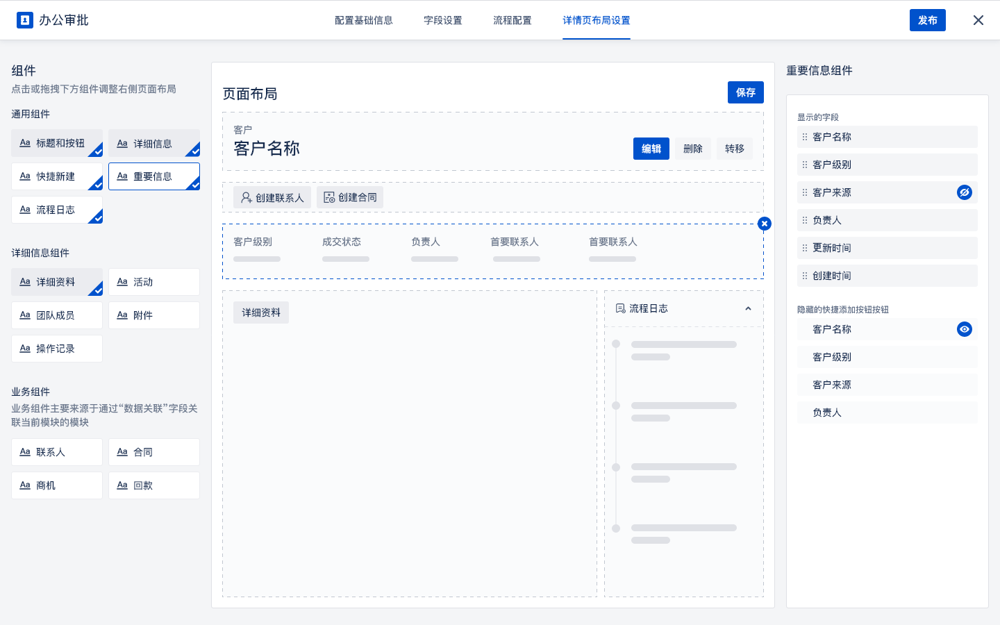 办公审批
配置基础信息
字段设置
流程配置
详情页布局设置
发布
组件
点击或拖拽下方组件调整右侧页面布局
通用组件
Aa 标题和按钮
Aa 详细信息
Aa 快捷新建
Aa 重要信息
Aa 流程日志
详细信息组件
Aa 详细资料
Aa 活动
Aa 团队成员
Aa 附件
Aa 操作记录
业务组件
业务组件主要来源于通过“数据关联”字段关
联当前模块的模块
Aa 联系人
Aa 合同
Aa 商机
Aa 回款
页面布局
保存
客户
客户名称
编辑
删除
转移
创建联系人
创建合同
客户级别
成交状态
负责人
首要联系人
首要联系人
详细资料
流程日志
重要信息组件
显示的字段
客户名称
客户级别
客户来源
负责人
更新时间
创建时间
隐藏的快捷添加按钮按钮
客户名称
客户级别
客户来源
负责人